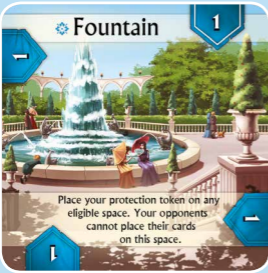 Fountain
1
1
Place your protection token on any
eligible space. Your opponents
cannot place their cards
on this space.
1
1